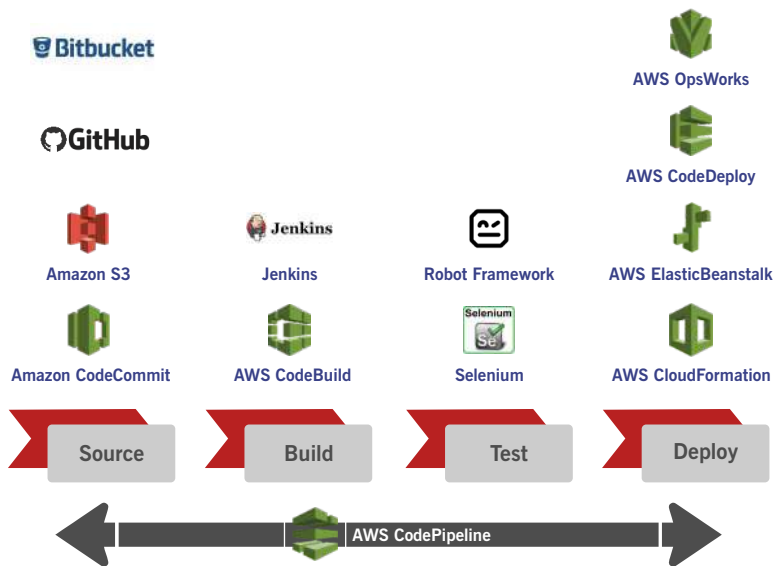 Bitbucket
AWS OpsWorks
GitHub
AWS CodeDeploy
Jenkins
Amazon S3
Jenkins
Robot Framework
AWS ElasticBeanstalk
Selenium
Se
Amazon CodeCommit
AWS CodeBuild
Selenium
AWS CloudFormation
Source
Build
Test
Deploy
AWS CodePipeline